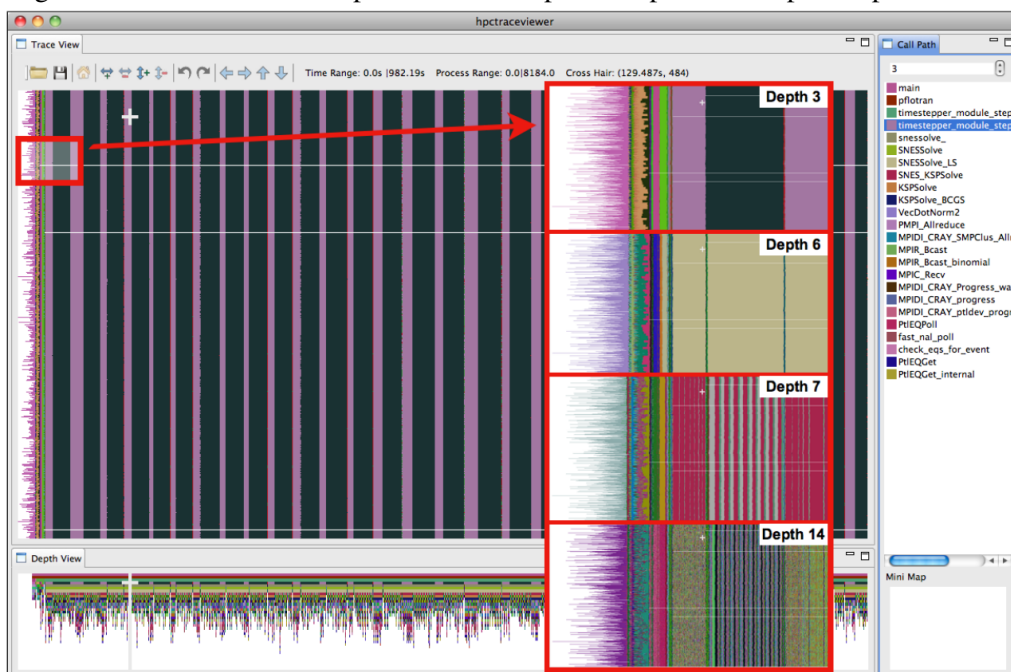 hpctraceviewer
Trace View
Time Range: 0.0s |982.19s Process Range: 0.0|8184.0 Cross Hair: (129.487s, 484)
Depth 3
Depth 6
Depth 7
Depth 14
Depth View
Call Path
3
main
pflotran
timestepper_module_step
timestepper_module_step
snessolve_
SNESSolve
SNESSolve_LS
SNES_KSPSolve
KSPSolve
KSPSolve_BCGS
VecDotNorm2
PMPI_Allreduce
MPIDI_CRAY_SMPClus_All
MPIR_Bcast
MPIR_Bcast_binomial
MPIC_Recv
MPIDI_CRAY_Progress_wa
MPIDI_CRAY_progress
MPIDI_CRAY_ptldev_progr
PtlEQPoll
fast_nal_poll
check_eqs_for_event
PtlEQGet
PtlEQGet_internal
Mini Map